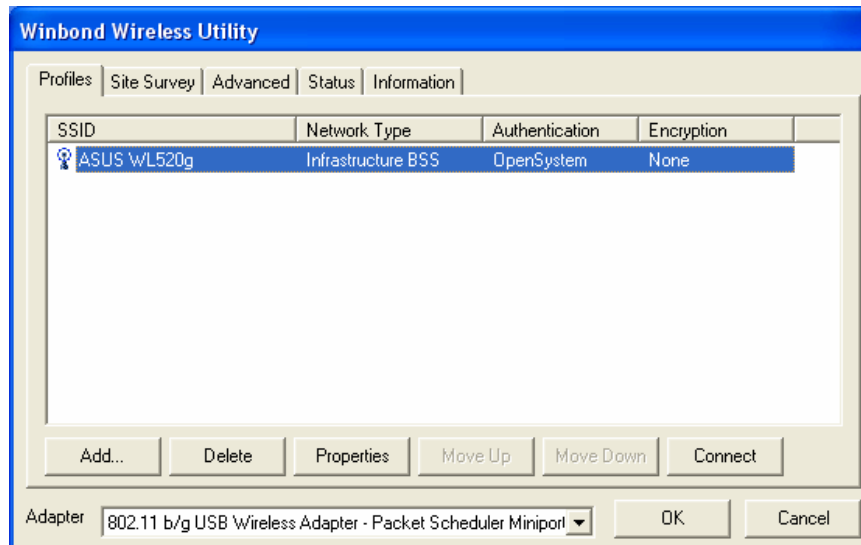 Winbond Wireless Utility
Profiles Site Survey Advanced Status Information
SSID Network Type Authentication Encryption
ASUS WL520g Infrastructure BSS OpenSystem None
Add... Delete Properties Move Up Move Down Connect
Adapter 802.11 b/g USB Wireless Adapter - Packet Scheduler Miniport OK Cancel